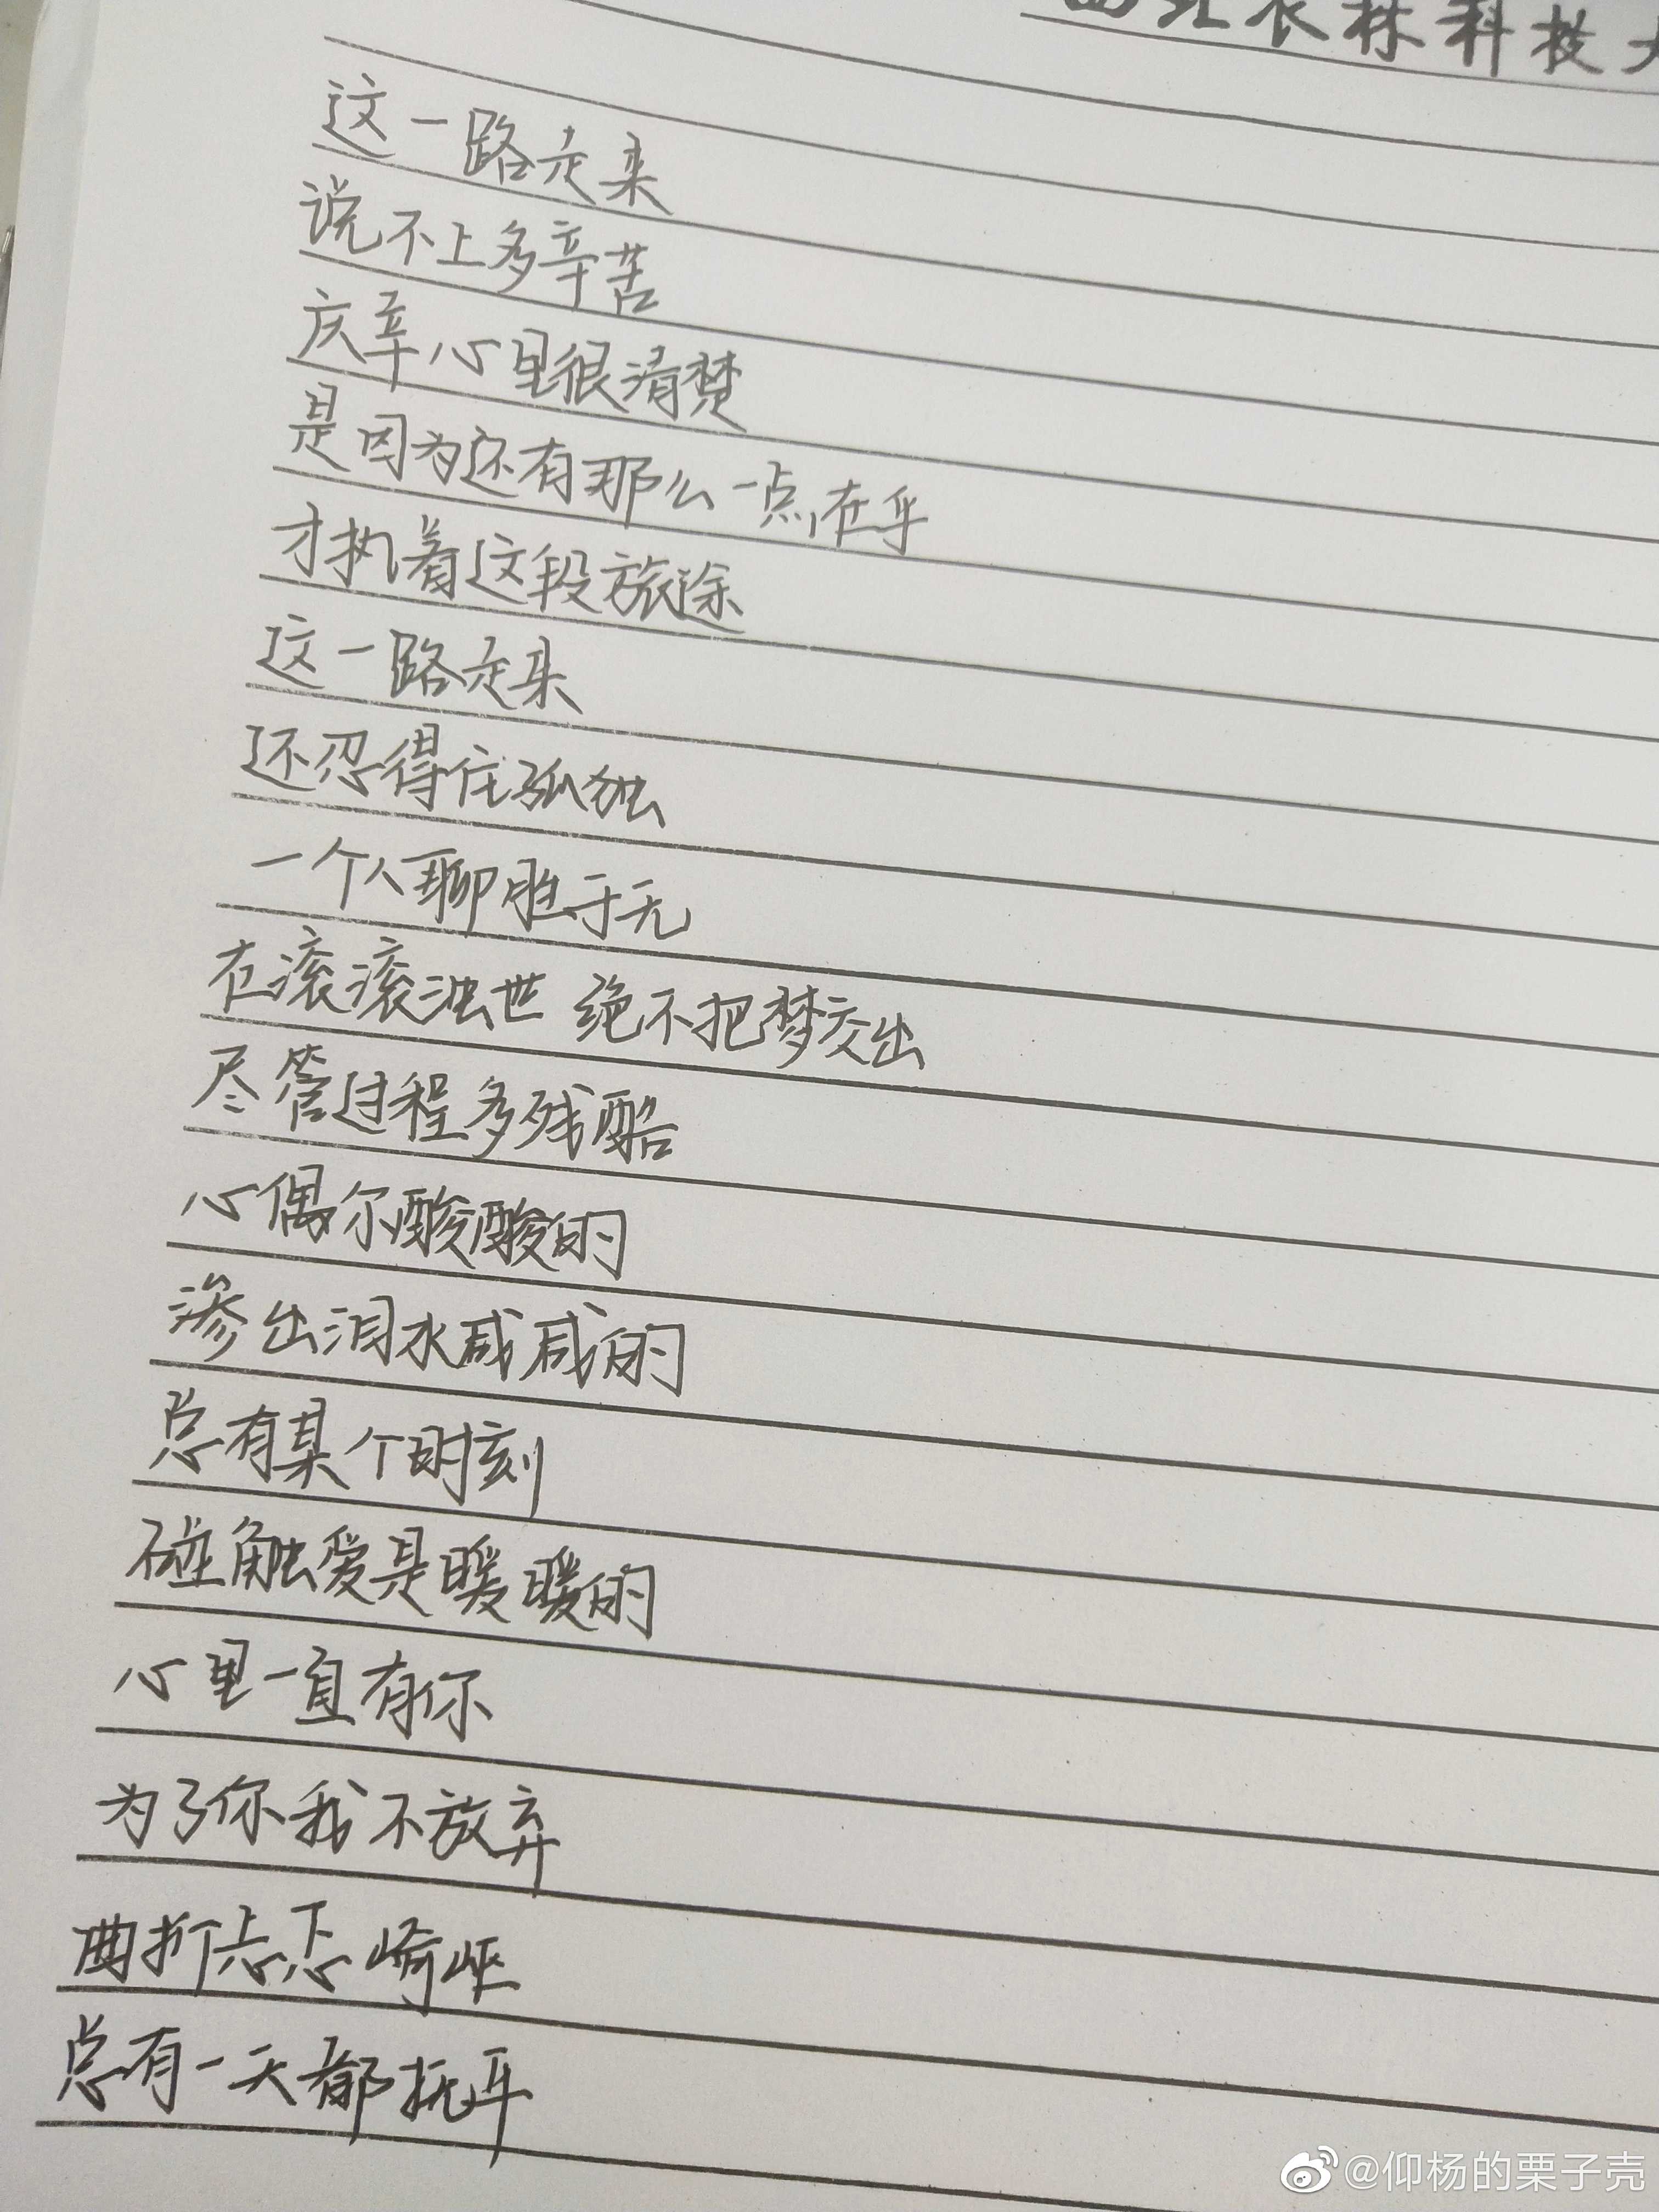 西北农林科技大
这一路走来
说不上多辛苦
庆幸心里很清楚
是因为还有那么一点在乎
才执着这段旅途
这一路走来
还忍得住孤独
一个人聊胜于无
在滚滚浊世 绝不把梦交出
尽管过程多残酷
心偶尔酸酸的
渗出泪水咸咸的
总有某个时刻
碰触爱是暖暖的
心里一直有你
为了你我不放弃
曲折忐忑崎岖
总有一天都抚平
@仰杨的栗子壳